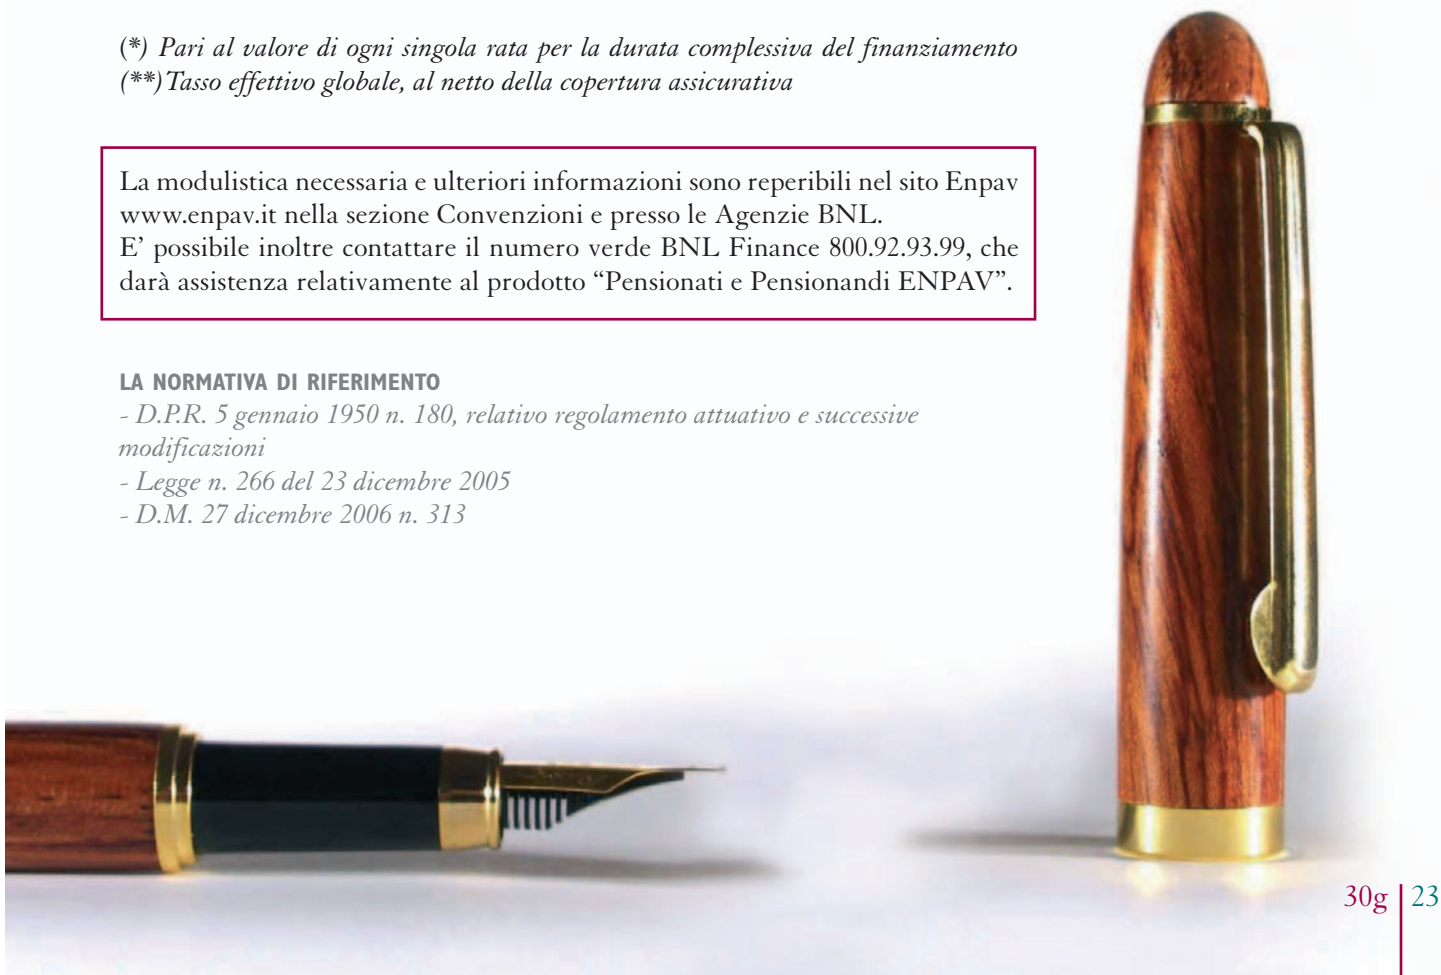 (*) Pari al valore di ogni singola rata per la durata complessiva del finanziamento
(**)Tasso effettivo globale, al netto della copertura assicurativa
La modulistica necessaria e ulteriori informazioni sono reperibili nel sito Enpav
www.enpav.it nella sezione Convenzioni e presso le Agenzie BNL.
E’ possibile inoltre contattare il numero verde BNL Finance 800.92.93.99, che
darà assistenza relativamente al prodotto “Pensionati e Pensionandi ENPAV”.
LA NORMATIVA DI RIFERIMENTO
- D.P.R. 5 gennaio 1950 n. 180, relativo regolamento attuativo e successive
modificazioni
- Legge n. 266 del 23 dicembre 2005
- D.M. 27 dicembre 2006 n. 313
30g | 23